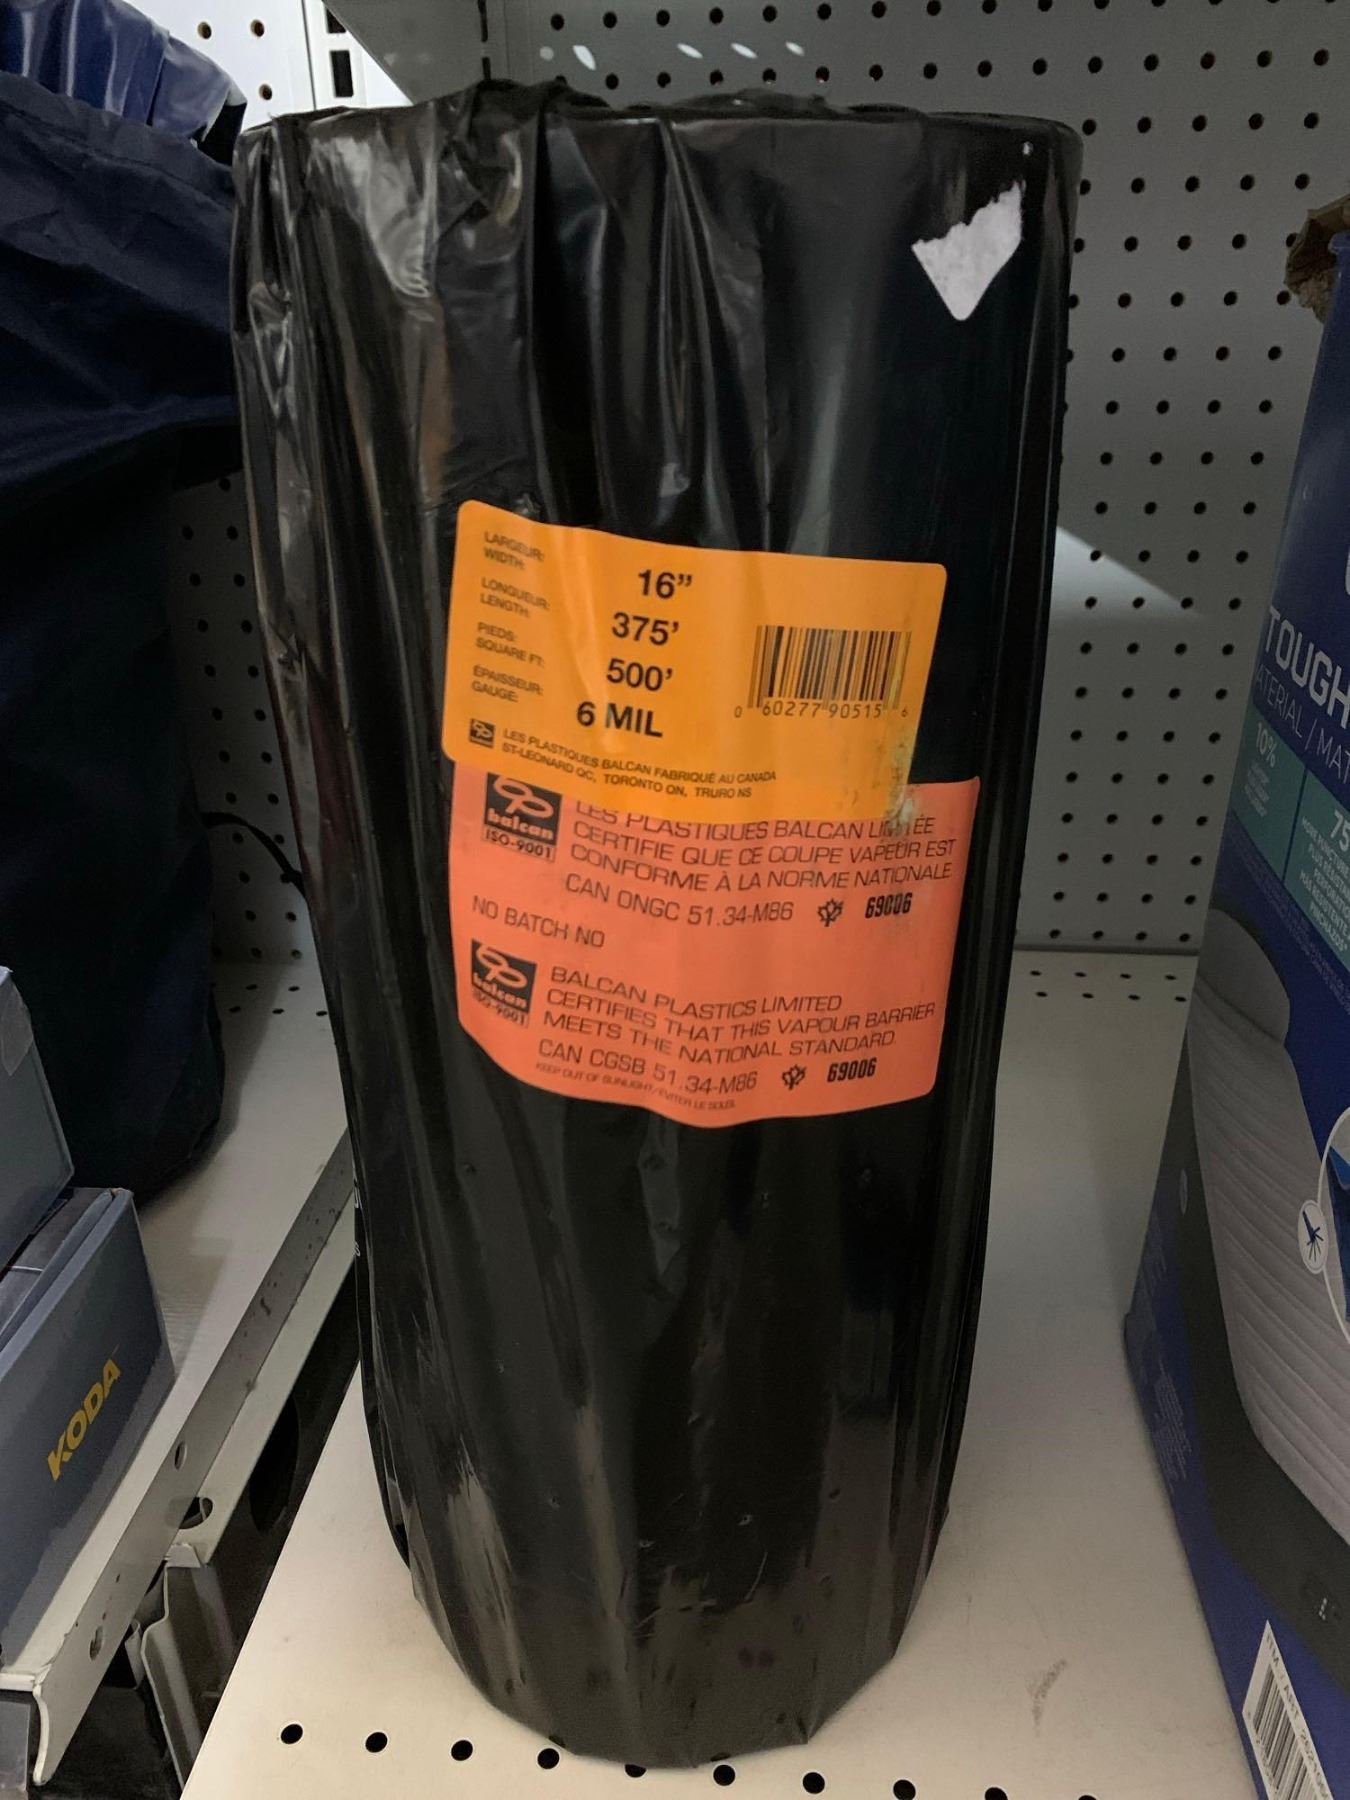 LARGEUR:
WIDTH:
16”
LONGUEUR:
LENGTH:
375’
PIEDS:
SQUARE FT:
500’
ÉPAISSEUR:
GAUGE:
6 MIL
0 60277 90515 6
LES PLASTIQUES BALCAN FABRIQUÉ AU CANADA
ST-LEONARD QC, TORONTO ON, TRURO NS
balcan
ISO-9001
LES PLASTIQUES BALCAN LIMITÉE
CERTIFIE QUE CE COUPE VAPEUR EST
CONFORME À LA NORME NATIONALE
CAN ONGC 51.34-M86 69006
NO BATCH NO
balcan
ISO-9001
BALCAN PLASTICS LIMITED
CERTIFIES THAT THIS VAPOUR BARRIER
MEETS THE NATIONAL STANDARD
CAN CGSB 51.34-M86 69006
KEEP OUT OF SUNLIGHT/ÉVITER LE SOLEIL
KODA
TOUGH
MATERIAL / MAT
10%
75